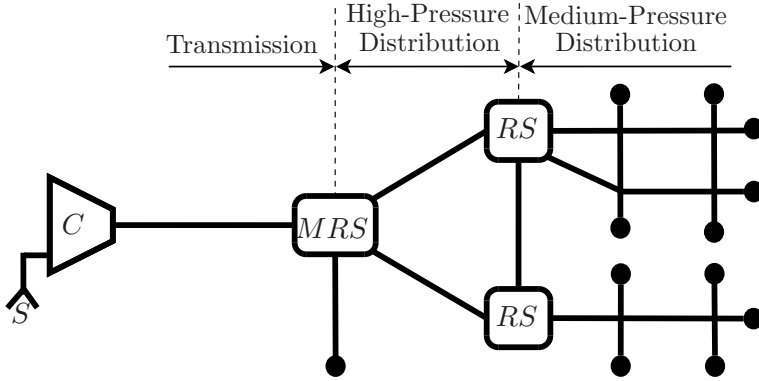 High-Pressure
Distribution
Medium-Pressure
Distribution
Transmission
RS
C
MRS
S
RS